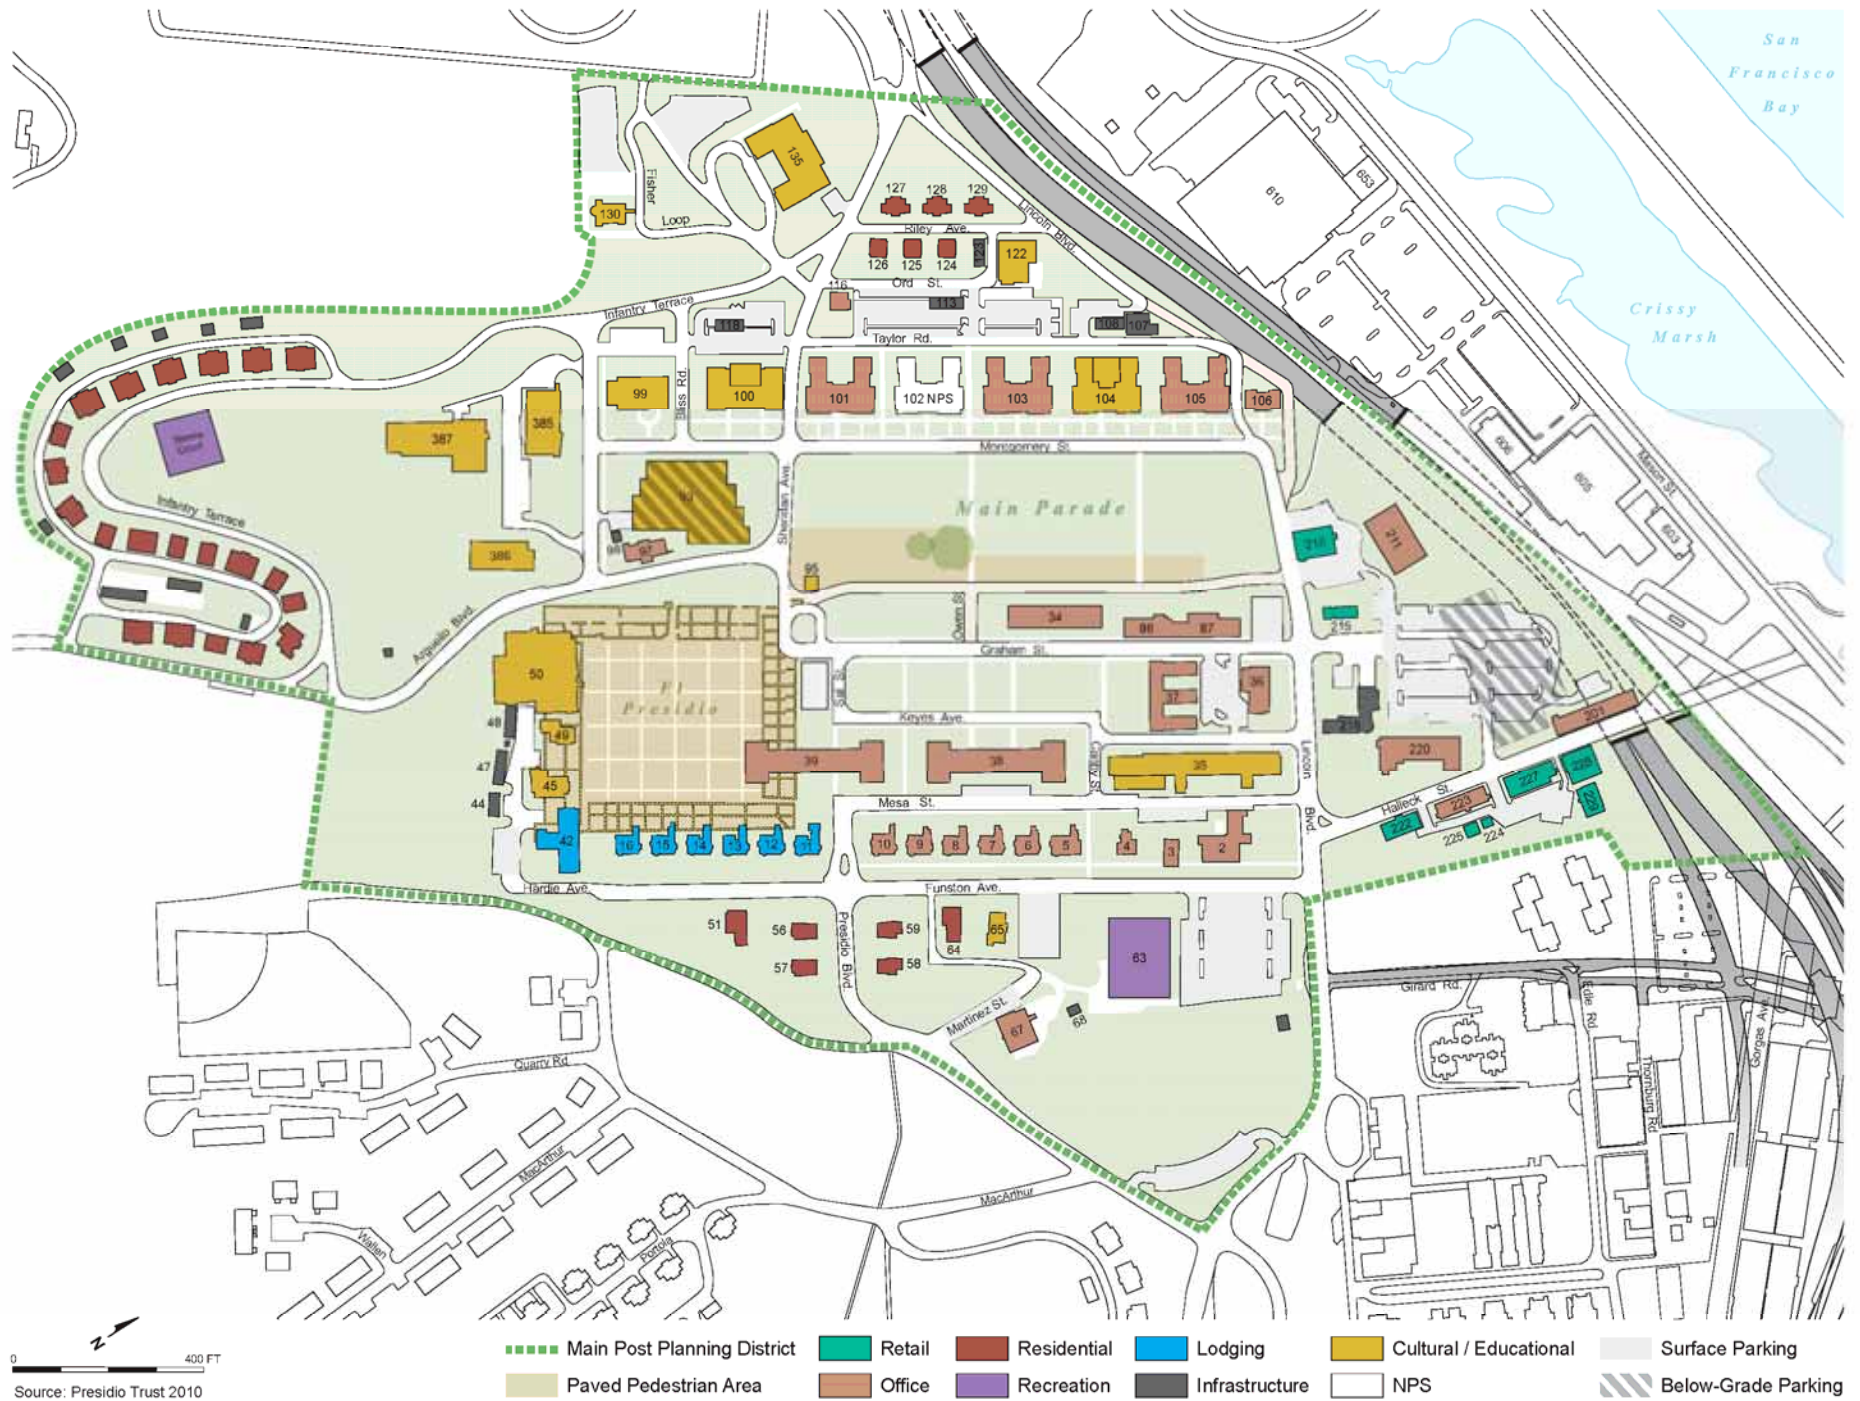 San
Francisco
Bay
135
653
610
Fisher
127
128
129
130
Loop
Lincoln Blvd.
Riley Ave.
123
122
126
125
124
Ord St.
116
113
Infantry Terrace
118
108
107
Taylor Rd.
Crissy
Marsh
99
Bliss Rd.
100
101
102 NPS
103
104
105
106
385
387
Montgomery St.
606
605
Mason St.
603
Sheridan Ave.
93
Main Parade
Infantry Terrace
98
97
386
95
210
211
Owen St.
34
86
87
215
Arguello Blvd.
Graham St.
50
El
Presidio
37
36
Keyes Ave.
48
49
201
39
38
35
220
Lincoln
Blvd.
47
45
44
227
228
229
Mesa St.
Halleck St.
223
222
225
224
42
16
15
14
13
12
11
10
9
8
7
6
5
4
3
2
Hardie Ave.
Funston Ave.
51
56
57
Presidio Blvd.
59
58
64
65
63
Martinez St.
67
68
Girard Rd.
Edie Rd
Gorgas Ave.
Thornburg Rd
Quarry Rd
MacArthur
MacArthur
Wallen
Portola
N
0
400 FT
Source: Presidio Trust 2010
Main Post Planning District
Retail
Residential
Lodging
Cultural / Educational
Surface Parking
Paved Pedestrian Area
Office
Recreation
Infrastructure
NPS
Below-Grade Parking